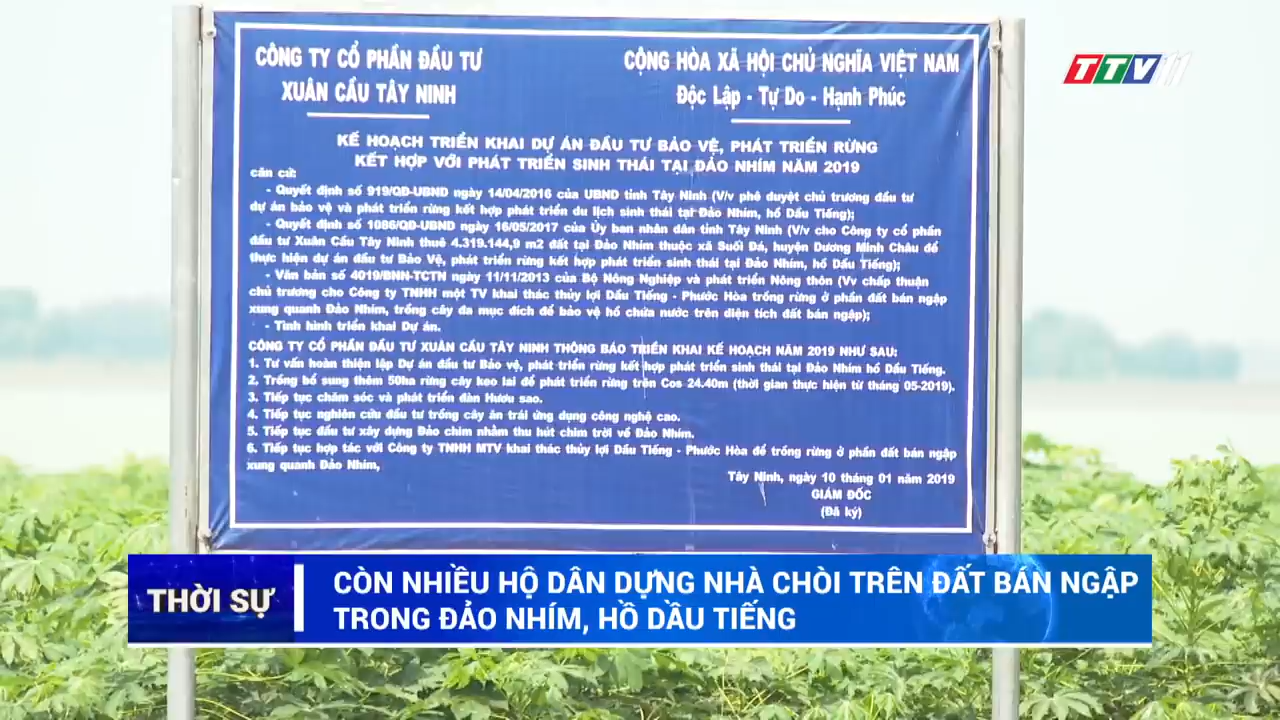 CÔNG TY CỔ PHẦN ĐẦU TƯ
XUÂN CẦU TÂY NINH
CỘNG HÒA XÃ HỘI CHỦ NGHĨA VIỆT NAM
Độc Lập - Tự Do - Hạnh Phúc
TTV11
KẾ HOẠCH TRIỂN KHAI DỰ ÁN ĐẦU TƯ BẢO VỆ, PHÁT TRIỂN RỪNG
KẾT HỢP VỚI PHÁT TRIỂN SINH THÁI TẠI ĐẢO NHÍM NĂM 2019
căn cứ:
- Quyết định số 919/QĐ-UBND ngày 14/04/2016 của UBND tỉnh Tây Ninh (V/v phê duyệt chủ trương đầu tư
dự án bảo vệ và phát triển rừng kết hợp phát triển du lịch sinh thái tại Đảo Nhím, hồ Dầu Tiếng);
- Quyết định số 1086/QĐ-UBND ngày 16/05/2017 của Ủy ban nhân dân tỉnh Tây Ninh (V/v cho Công ty cổ phần
đầu tư Xuân Cầu Tây Ninh thuê 4.319.144,9 m2 đất tại Đảo Nhím thuộc xã Suối Đá, huyện Dương Minh Châu để
thực hiện dự án đầu tư Bảo Vệ, phát triển rừng kết hợp phát triển sinh thái tại Đảo Nhím, hồ Dầu Tiếng);
- Văn bản số 4019/BNN-TCTN ngày 11/11/2013 của Bộ Nông Nghiệp và phát triển Nông thôn (Vv chấp thuận
chủ trương cho Công ty TNHH một TV khai thác thủy lợi Dầu Tiếng - Phước Hòa trồng rừng ở phần đất bán ngập
xung quanh Đảo Nhím, trồng cây đa mục đích để bảo vệ hồ chứa nước trên diện tích đất bán ngập);
- Tình hình triển khai Dự án.
CÔNG TY CỔ PHẦN ĐẦU TƯ XUÂN CẦU TÂY NINH THÔNG BÁO TRIỂN KHAI KẾ HOẠCH NĂM 2019 NHƯ SAU:
1. Tư vấn hoàn thiện lập Dự án đầu tư Bảo vệ, phát triển rừng kết hợp phát triển sinh thái tại Đảo Nhím hồ Dầu Tiếng.
2. Trồng bổ sung thêm 50ha rừng cây keo lai để phát triển rừng trên Cos 24.40m (thời gian thực hiện từ tháng 05-2019).
3. Tiếp tục chăm sóc và phát triển đàn Hươu sao.
4. Tiếp tục nghiên cứu đầu tư trồng cây ăn trái ứng dụng công nghệ cao.
5. Tiếp tục đầu tư xây dựng Đảo chim nhằm thu hút chim trời về Đảo Nhím.
6. Tiếp tục hợp tác với Công ty TNHH MTV khai thác thủy lợi Dầu Tiếng - Phước Hòa để trồng rừng ở phần đất bán ngập
xung quanh Đảo Nhím,
Tây Ninh, ngày 10 tháng 01 năm 2019
GIÁM ĐỐC
(Đã ký)
THỜI SỰ
CÒN NHIỀU HỘ DÂN DỰNG NHÀ CHÒI TRÊN ĐẤT BÁN NGẬP
TRONG ĐẢO NHÍM, HỒ DẦU TIẾNG